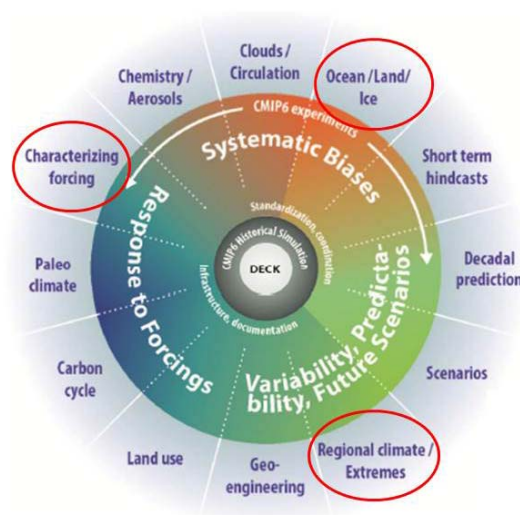 Clouds /
Circulation
Ocean /Land/
Ice
Short term
hindcasts
Decadal
prediction
Scenarios
Regional climate /
Extremes
Geo-
engineering
Land use
Carbon
cycle
Paleo
climate
Characterizing
forcing
Chemistry /
Aerosols
CMIP6 experiments
Systematic Biases
Variability, Predicta-
bility, Future Scenarios
Response to Forcings
Standardization, coordination
Infrastructure, documentation
CMIP6 Historical Simulation
DECK